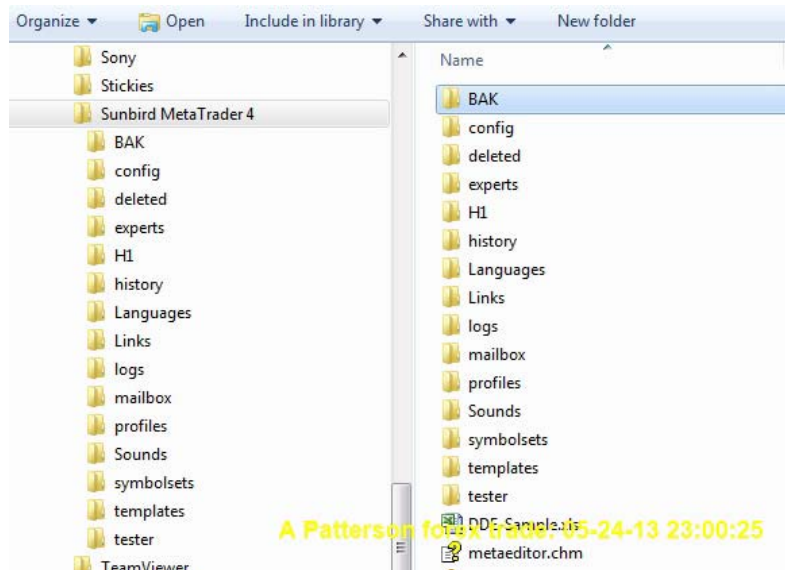 Organize Open Include in library Share with New folder
Sony
Stickies
Sunbird MetaTrader 4
BAK
config
deleted
experts
H1
history
Languages
Links
logs
mailbox
profiles
Sounds
symbolsets
templates
tester
TeamViewer
Name
BAK
config
deleted
experts
H1
history
Languages
Links
logs
mailbox
profiles
Sounds
symbolsets
templates
tester
DDE-Sample.xls
metaeditor.chm
A Patterson forex trade: 05-24-13 23:00:25